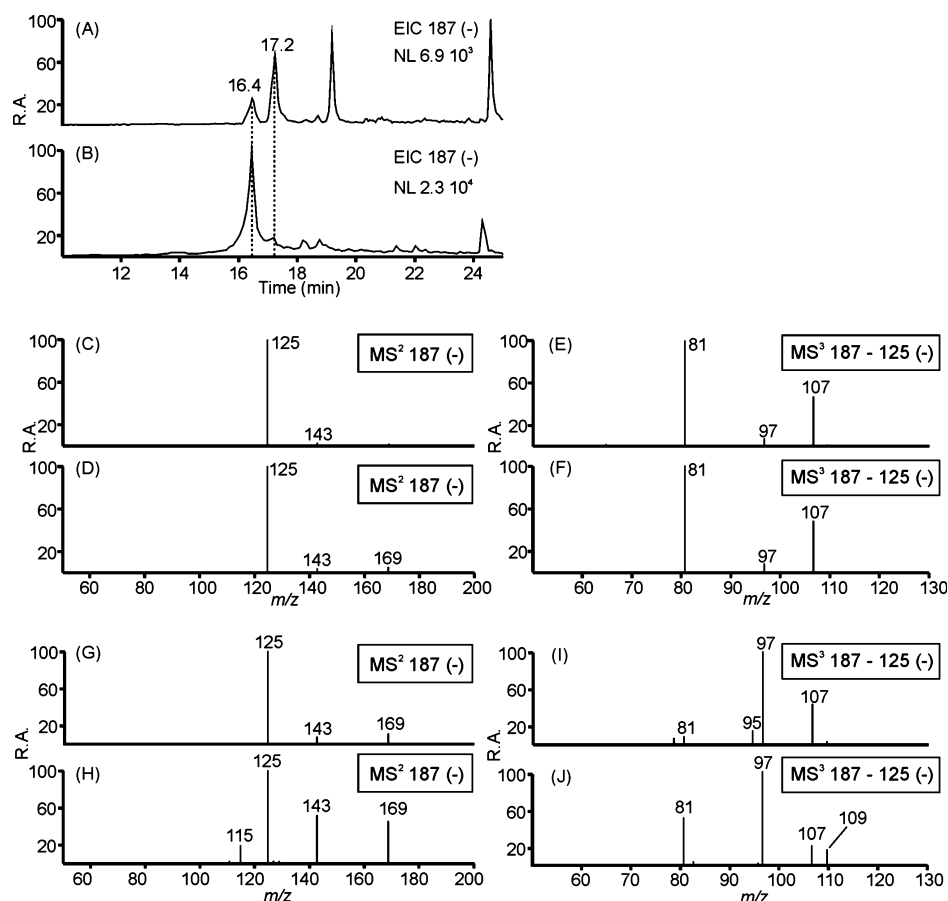 (A)
EIC 187 (-)
NL 6.9 10³
17.2
16.4
100
60
20
R.A.
(B)
EIC 187 (-)
NL 2.3 10⁴
100
60
20
12 14 16 18 20 22 24
Time (min)
(C)
MS² 187 (-)
125
143
100
60
20
R.A.
(D)
MS² 187 (-)
125
143
169
100
60
20
60 80 100 120 140 160 180 200
m/z
(E)
MS³ 187 - 125 (-)
81
97
107
100
60
20
R.A.
(F)
MS³ 187 - 125 (-)
81
97
107
100
60
20
60 70 80 90 100 110 120 130
m/z
(G)
MS² 187 (-)
125
143
169
100
60
20
R.A.
(H)
MS² 187 (-)
115
125
143
169
100
60
20
60 80 100 120 140 160 180 200
m/z
(I)
MS³ 187 - 125 (-)
81
95
97
107
100
60
20
R.A.
(J)
MS³ 187 - 125 (-)
81
97
107
109
100
60
20
60 70 80 90 100 110 120 130
m/z